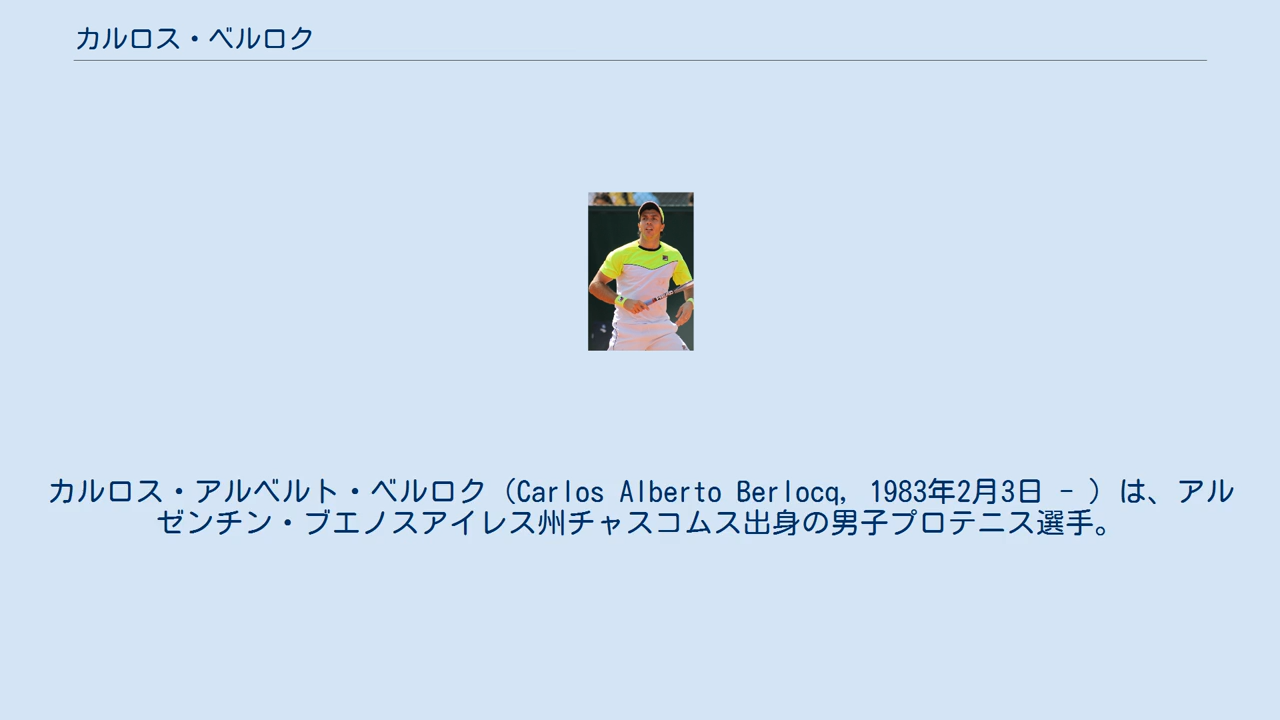 カルロス・ベルロク
カルロス・アルベルト・ベルロク（Carlos Alberto Berlocq, 1983年2月3日 - ）は、アル
ゼンチン・ブエノスアイレス州チャスコムス出身の男子プロテニス選手。